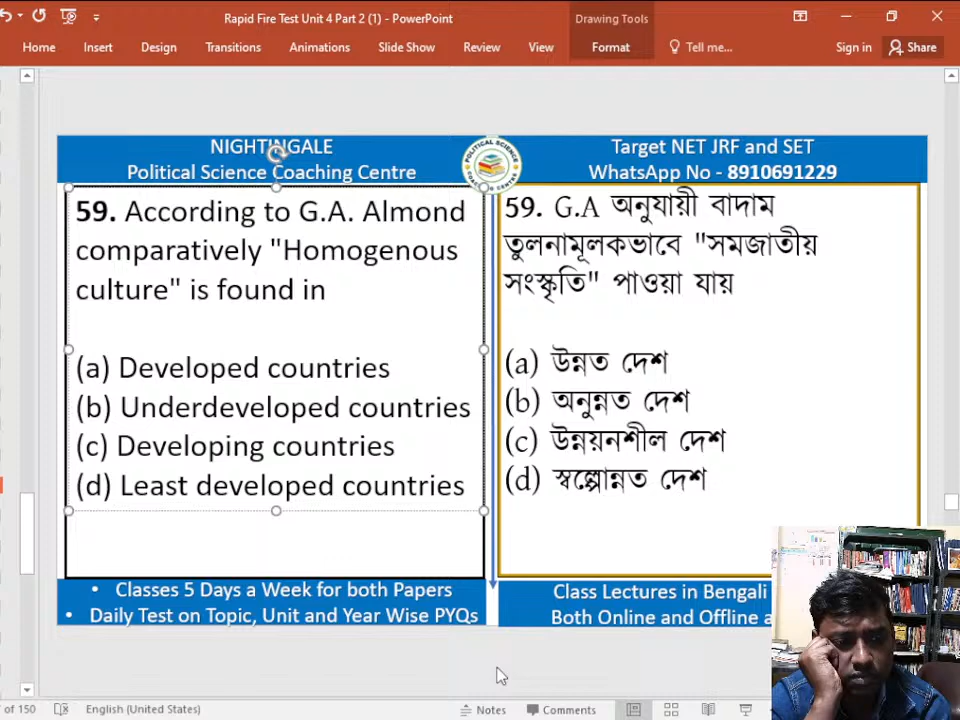 Rapid Fire Test Unit 4 Part 2 (1) - PowerPoint
Drawing Tools
Home Insert Design Transitions Animations Slide Show Review View Format Tell me... Sign in Share
NIGHTINGALE
Political Science Coaching Centre
POLITICAL SCIENCE
COACHING CENTRE
Target NET JRF and SET
WhatsApp No - 8910691229
59. According to G.A. Almond
comparatively "Homogenous
culture" is found in
(a) Developed countries
(b) Underdeveloped countries
(c) Developing countries
(d) Least developed countries
59. G.A অনুযায়ী বাদাম
তুলনামূলকভাবে "সমজাতীয়
সংস্কৃতি" পাওয়া যায়
(a) উন্নত দেশ
(b) অনুন্নত দেশ
(c) উন্নয়নশীল দেশ
(d) স্বল্পোন্নত দেশ
• Classes 5 Days a Week for both Papers
• Daily Test on Topic, Unit and Year Wise PYQs
Class Lectures in Bengali
Both Online and Offline a
of 150 English (United States) Notes Comments